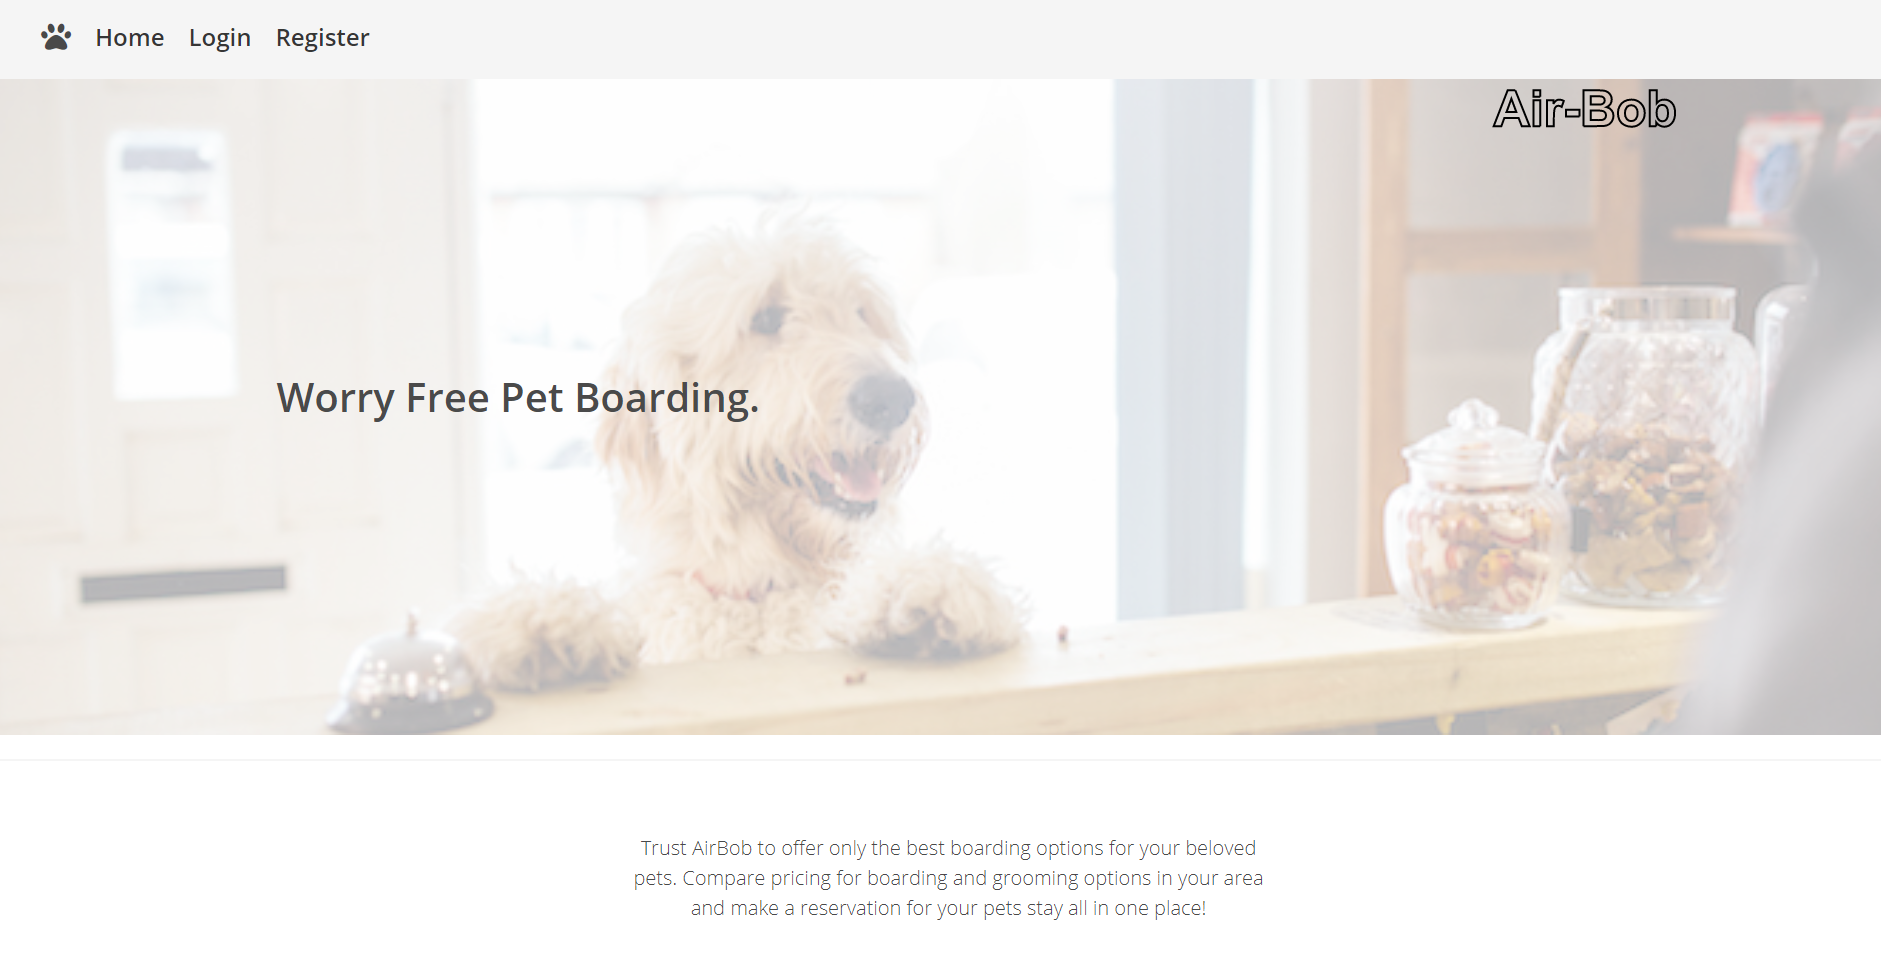 Home Login Register
Air-Bob
Worry Free Pet Boarding.
Trust AirBob to offer only the best boarding options for your beloved
pets. Compare pricing for boarding and grooming options in your area
and make a reservation for your pets stay all in one place!